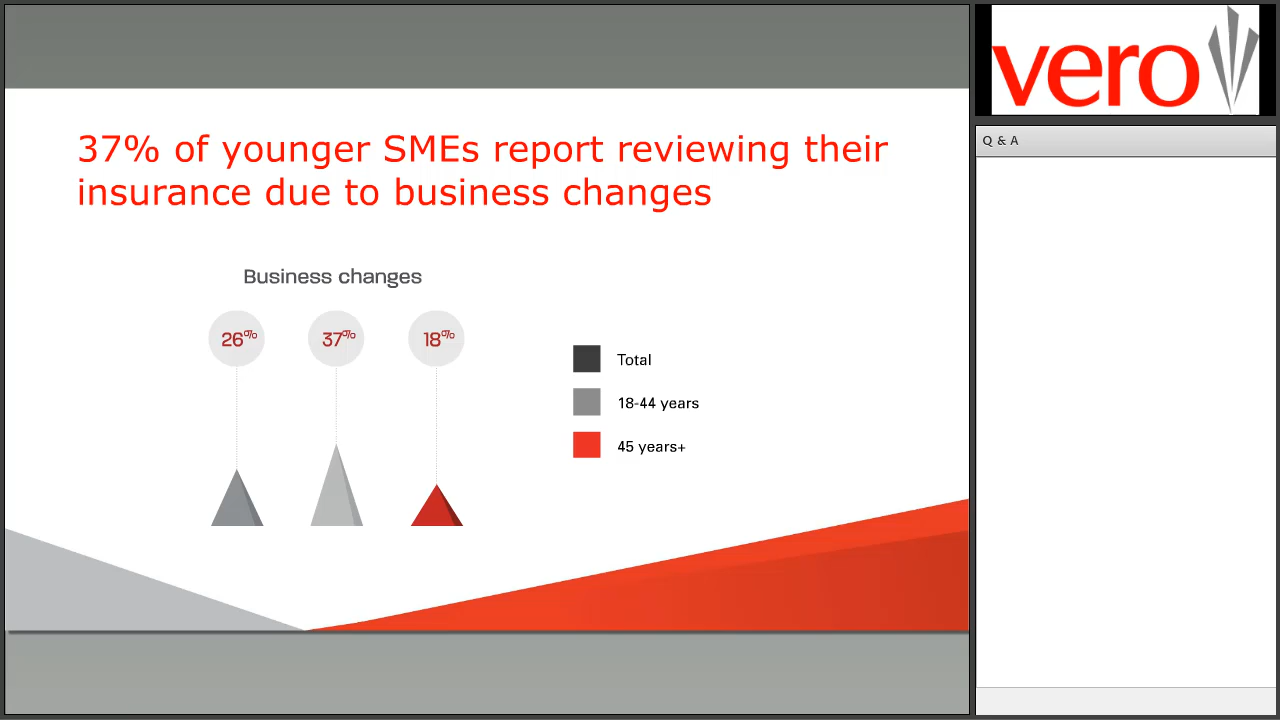 37% of younger SMEs report reviewing their
insurance due to business changes
Business changes
26% 37% 18%
Total
18-44 years
45 years+
vero
Q & A